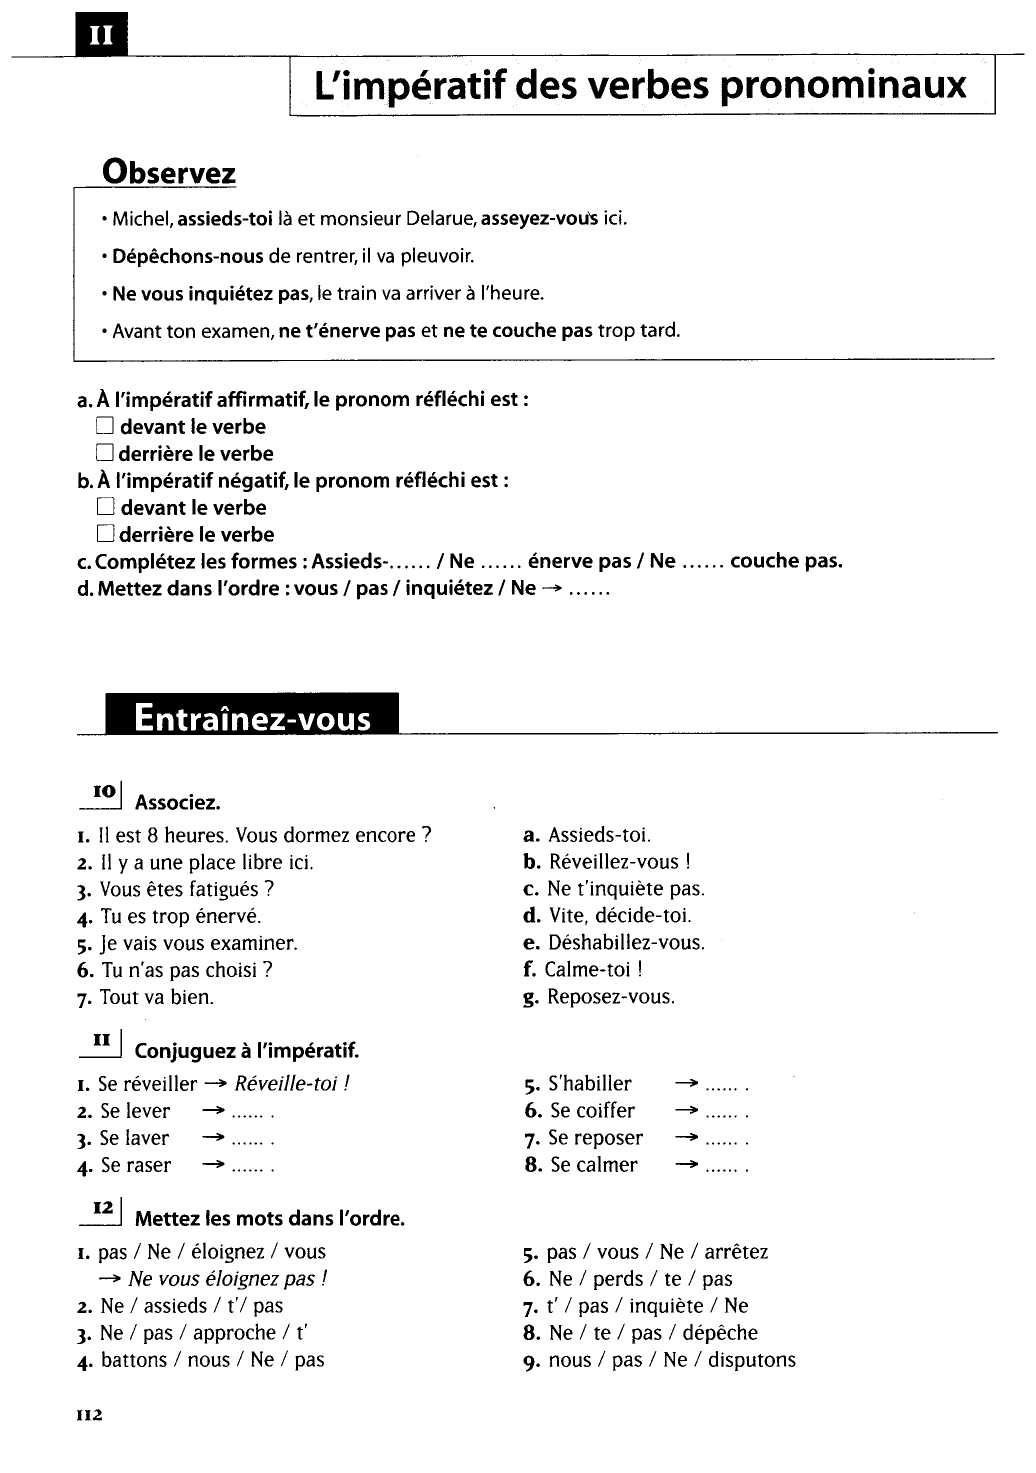 II
L'impératif des verbes pronominaux
Observez
• Michel, assieds-toi là et monsieur Delarue, asseyez-vous ici.
• Dépêchons-nous de rentrer, il va pleuvoir.
• Ne vous inquiétez pas, le train va arriver à l'heure.
• Avant ton examen, ne t'énerve pas et ne te couche pas trop tard.
a. À l'impératif affirmatif, le pronom réfléchi est :
☐ devant le verbe
☐ derrière le verbe
b. À l'impératif négatif, le pronom réfléchi est :
☐ devant le verbe
☐ derrière le verbe
c. Complétez les formes : Assieds-...... / Ne ...... énerve pas / Ne ...... couche pas.
d. Mettez dans l'ordre : vous / pas / inquiétez / Ne → ......
Entraînez-vous
10 Associez.
1. Il est 8 heures. Vous dormez encore ?
2. Il y a une place libre ici.
3. Vous êtes fatigués ?
4. Tu es trop énervé.
5. Je vais vous examiner.
6. Tu n'as pas choisi ?
7. Tout va bien.
a. Assieds-toi.
b. Réveillez-vous !
c. Ne t'inquiète pas.
d. Vite, décide-toi.
e. Déshabillez-vous.
f. Calme-toi !
g. Reposez-vous.
11 Conjuguez à l'impératif.
1. Se réveiller → Réveille-toi !
2. Se lever → ...... .
3. Se laver → ...... .
4. Se raser → ...... .
5. S'habiller → ...... .
6. Se coiffer → ...... .
7. Se reposer → ...... .
8. Se calmer → ...... .
12 Mettez les mots dans l'ordre.
1. pas / Ne / éloignez / vous
→ Ne vous éloignez pas !
2. Ne / assieds / t'/ pas
3. Ne / pas / approche / t'
4. battons / nous / Ne / pas
5. pas / vous / Ne / arrêtez
6. Ne / perds / te / pas
7. t' / pas / inquiète / Ne
8. Ne / te / pas / dépêche
9. nous / pas / Ne / disputons
112